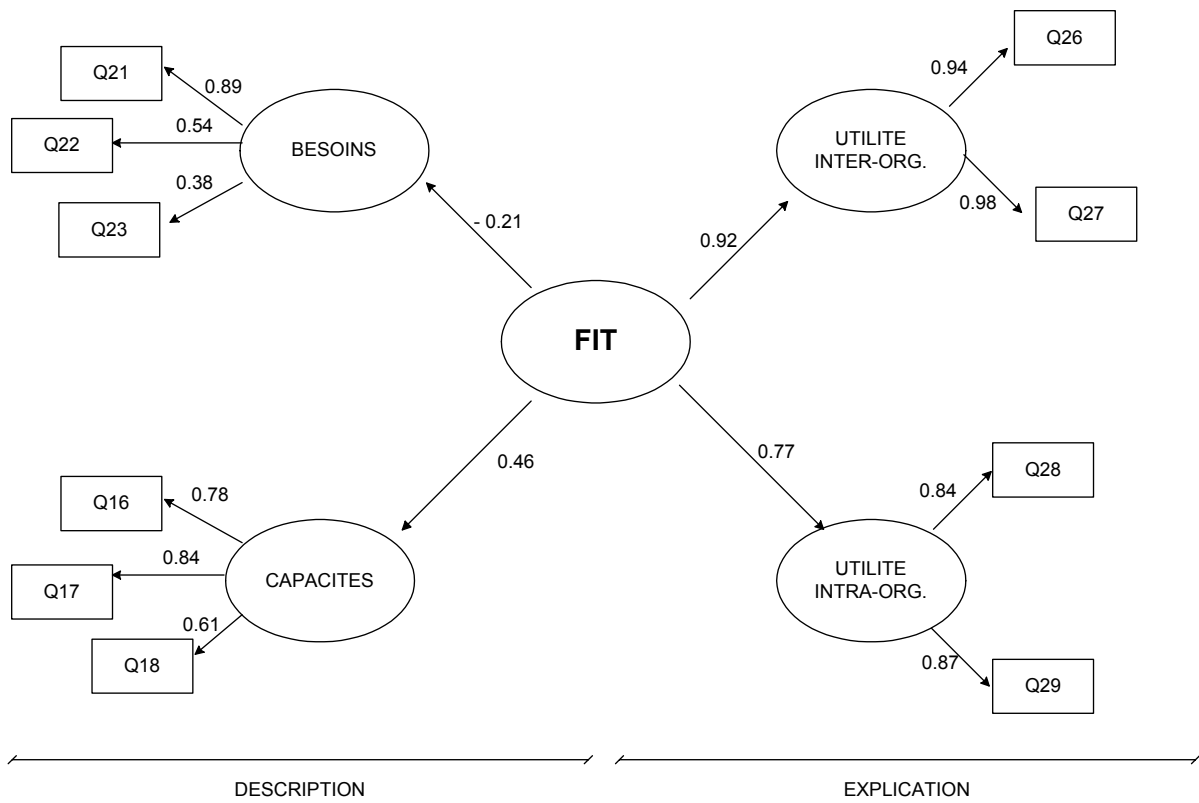 Q26
Q21
0.94
0.89
Q22
0.54
BESOINS
UTILITE
INTER-ORG.
0.38
Q23
0.98
Q27
- 0.21
0.92
FIT
0.46
0.77
Q28
Q16
0.78
0.84
0.84
Q17
CAPACITES
UTILITE
INTRA-ORG.
0.61
Q18
0.87
Q29
DESCRIPTION
EXPLICATION